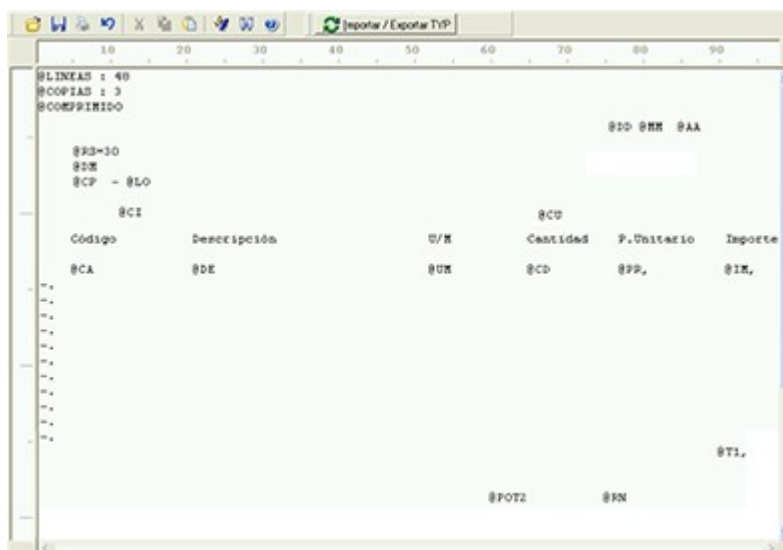 Importar / Exportar TYP
10 20 30 40 50 60 70 80 90
@LINEAS : 48
@COPIAS : 3
@COMPRIMIDO
@DD @MM @AA
@RS=30
@DM
@CP - @LO
@CI @CU
Código Descripción U/M Cantidad P.Unitario Importe
@CA @DE @UM @CD @PR, @IM,
-.
-.
-.
-.
-.
-.
-.
-.
-.
-.
-.
@T1,
@POT2 @RN